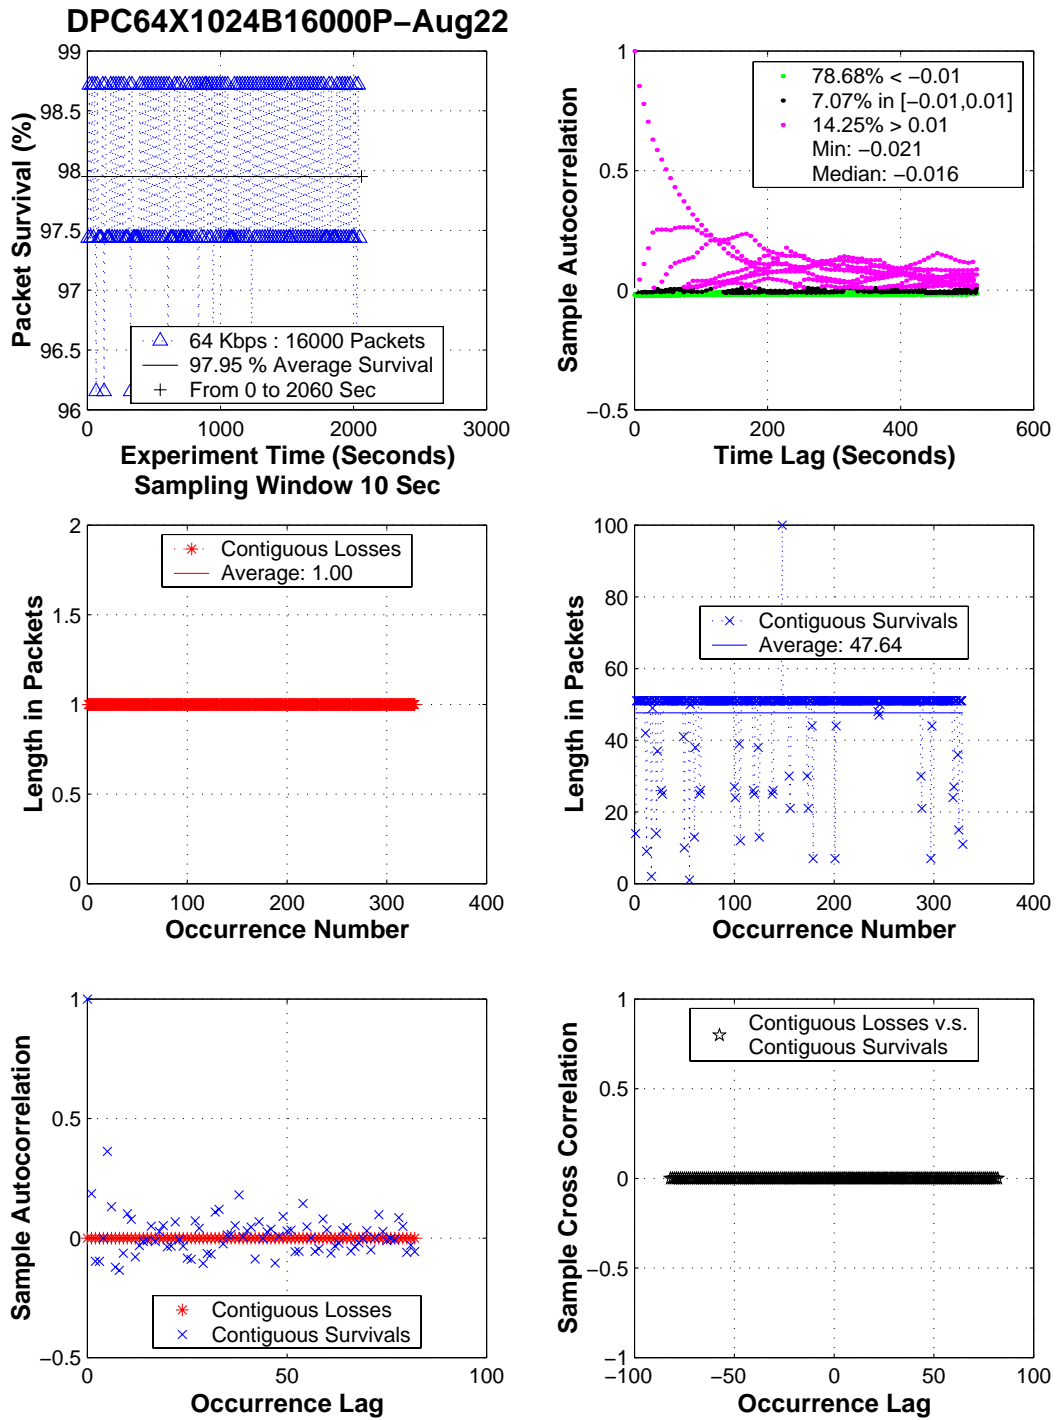 DPC64X1024B16000P−Aug22
99
98.5
98
97.5
97
96.5
96
Packet Survival (%)
64 Kbps : 16000 Packets
97.95 % Average Survival
From 0 to 2060 Sec
0
1000
2000
3000
Experiment Time (Seconds)
Sampling Window 10 Sec
1
0.5
0
−0.5
Sample Autocorrelation
78.68% < −0.01
7.07% in [−0.01,0.01]
14.25% > 0.01
Min: −0.021
Median: −0.016
0
200
400
600
Time Lag (Seconds)
2
1.5
1
0.5
0
Length in Packets
Contiguous Losses
Average: 1.00
0
100
200
300
400
Occurrence Number
100
80
60
40
20
0
Length in Packets
Contiguous Survivals
Average: 47.64
0
100
200
300
400
Occurrence Number
1
0.5
0
−0.5
Sample Autocorrelation
Contiguous Losses
Contiguous Survivals
0
50
100
Occurrence Lag
1
0.5
0
−0.5
−1
Sample Cross Correlation
Contiguous Losses v.s.
Contiguous Survivals
−100
−50
0
50
100
Occurrence Lag